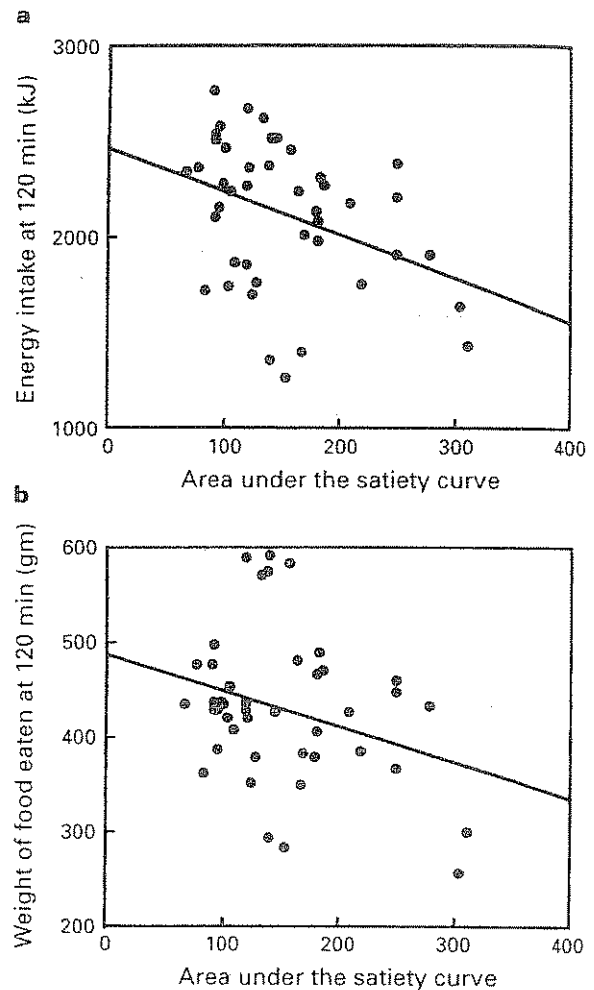 a
Energy intake at 120 min (kJ)
3000
2000
1000
0 100 200 300 400
Area under the satiety curve
b
Weight of food eaten at 120 min (gm)
600
500
400
300
200
0 100 200 300 400
Area under the satiety curve